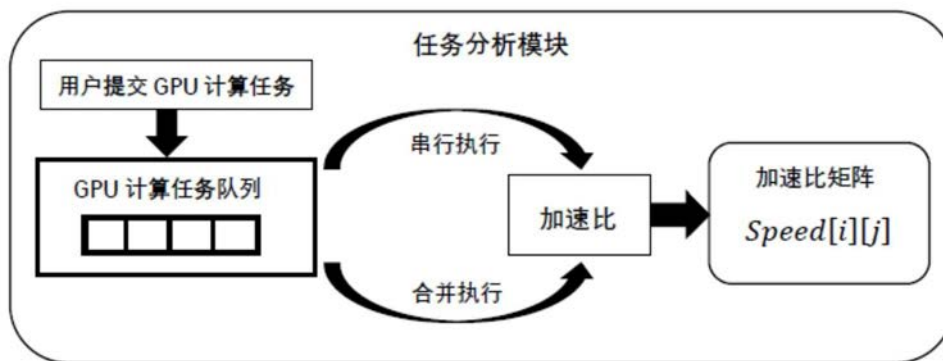 任务分析模块
用户提交 GPU 计算任务
GPU 计算任务队列
串行执行
合并执行
加速比
加速比矩阵
Speed[i][j]